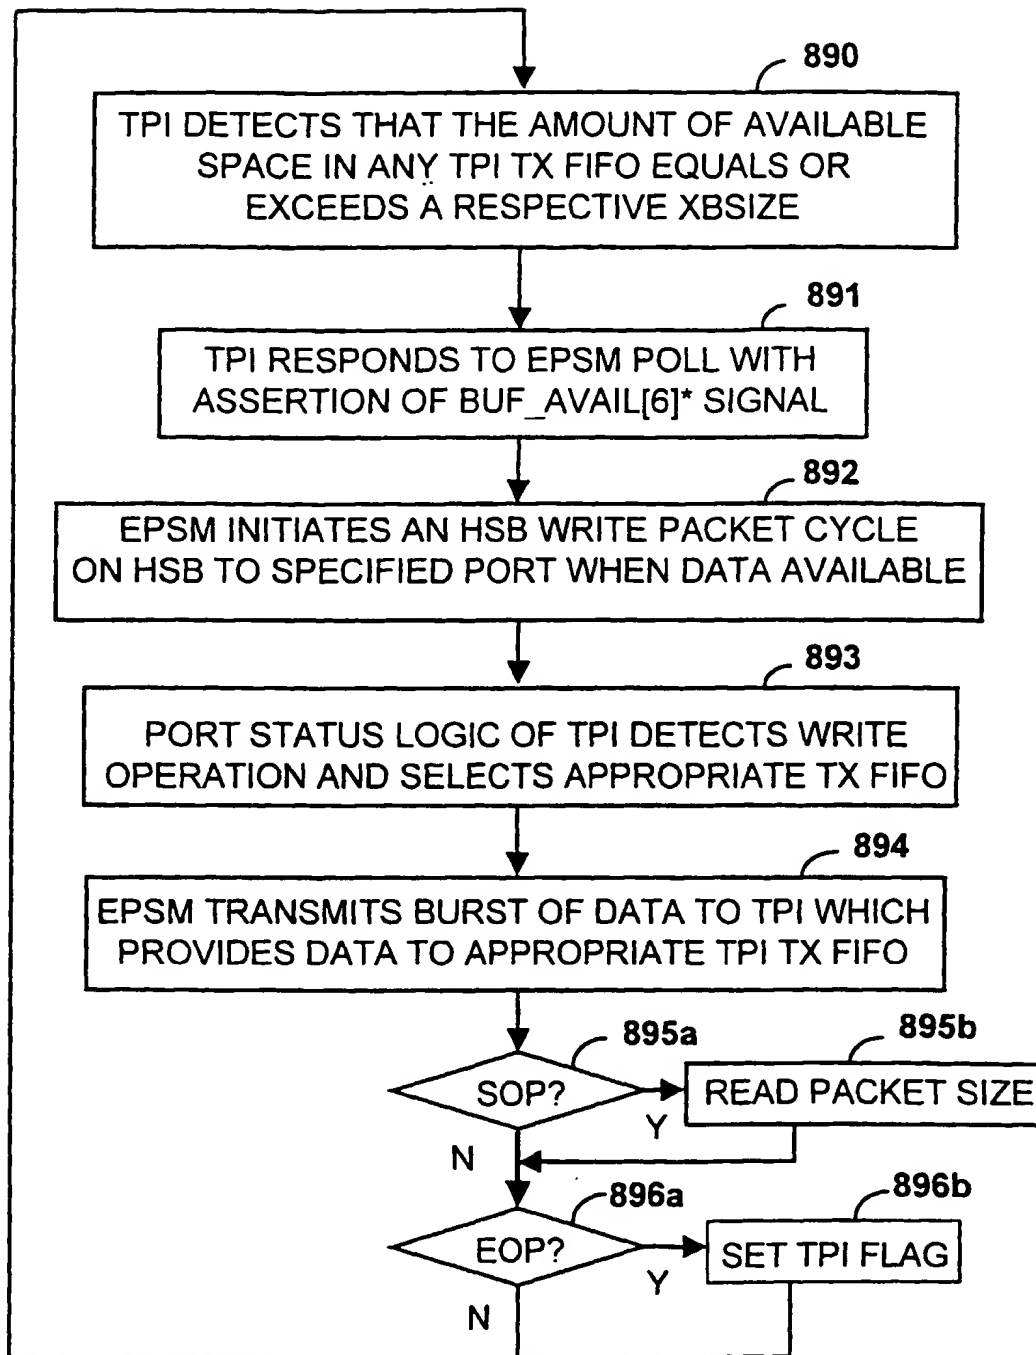 890
TPI DETECTS THAT THE AMOUNT OF AVAILABLE
SPACE IN ANY TPI TX FIFO EQUALS OR
EXCEEDS A RESPECTIVE XBSIZE
891
TPI RESPONDS TO EPSM POLL WITH
ASSERTION OF BUF_AVAIL[6]* SIGNAL
892
EPSM INITIATES AN HSB WRITE PACKET CYCLE
ON HSB TO SPECIFIED PORT WHEN DATA AVAILABLE
893
PORT STATUS LOGIC OF TPI DETECTS WRITE
OPERATION AND SELECTS APPROPRIATE TX FIFO
894
EPSM TRANSMITS BURST OF DATA TO TPI WHICH
PROVIDES DATA TO APPROPRIATE TPI TX FIFO
895a
895b
SOP?
READ PACKET SIZE
Y
N
896a
896b
EOP?
SET TPI FLAG
Y
N